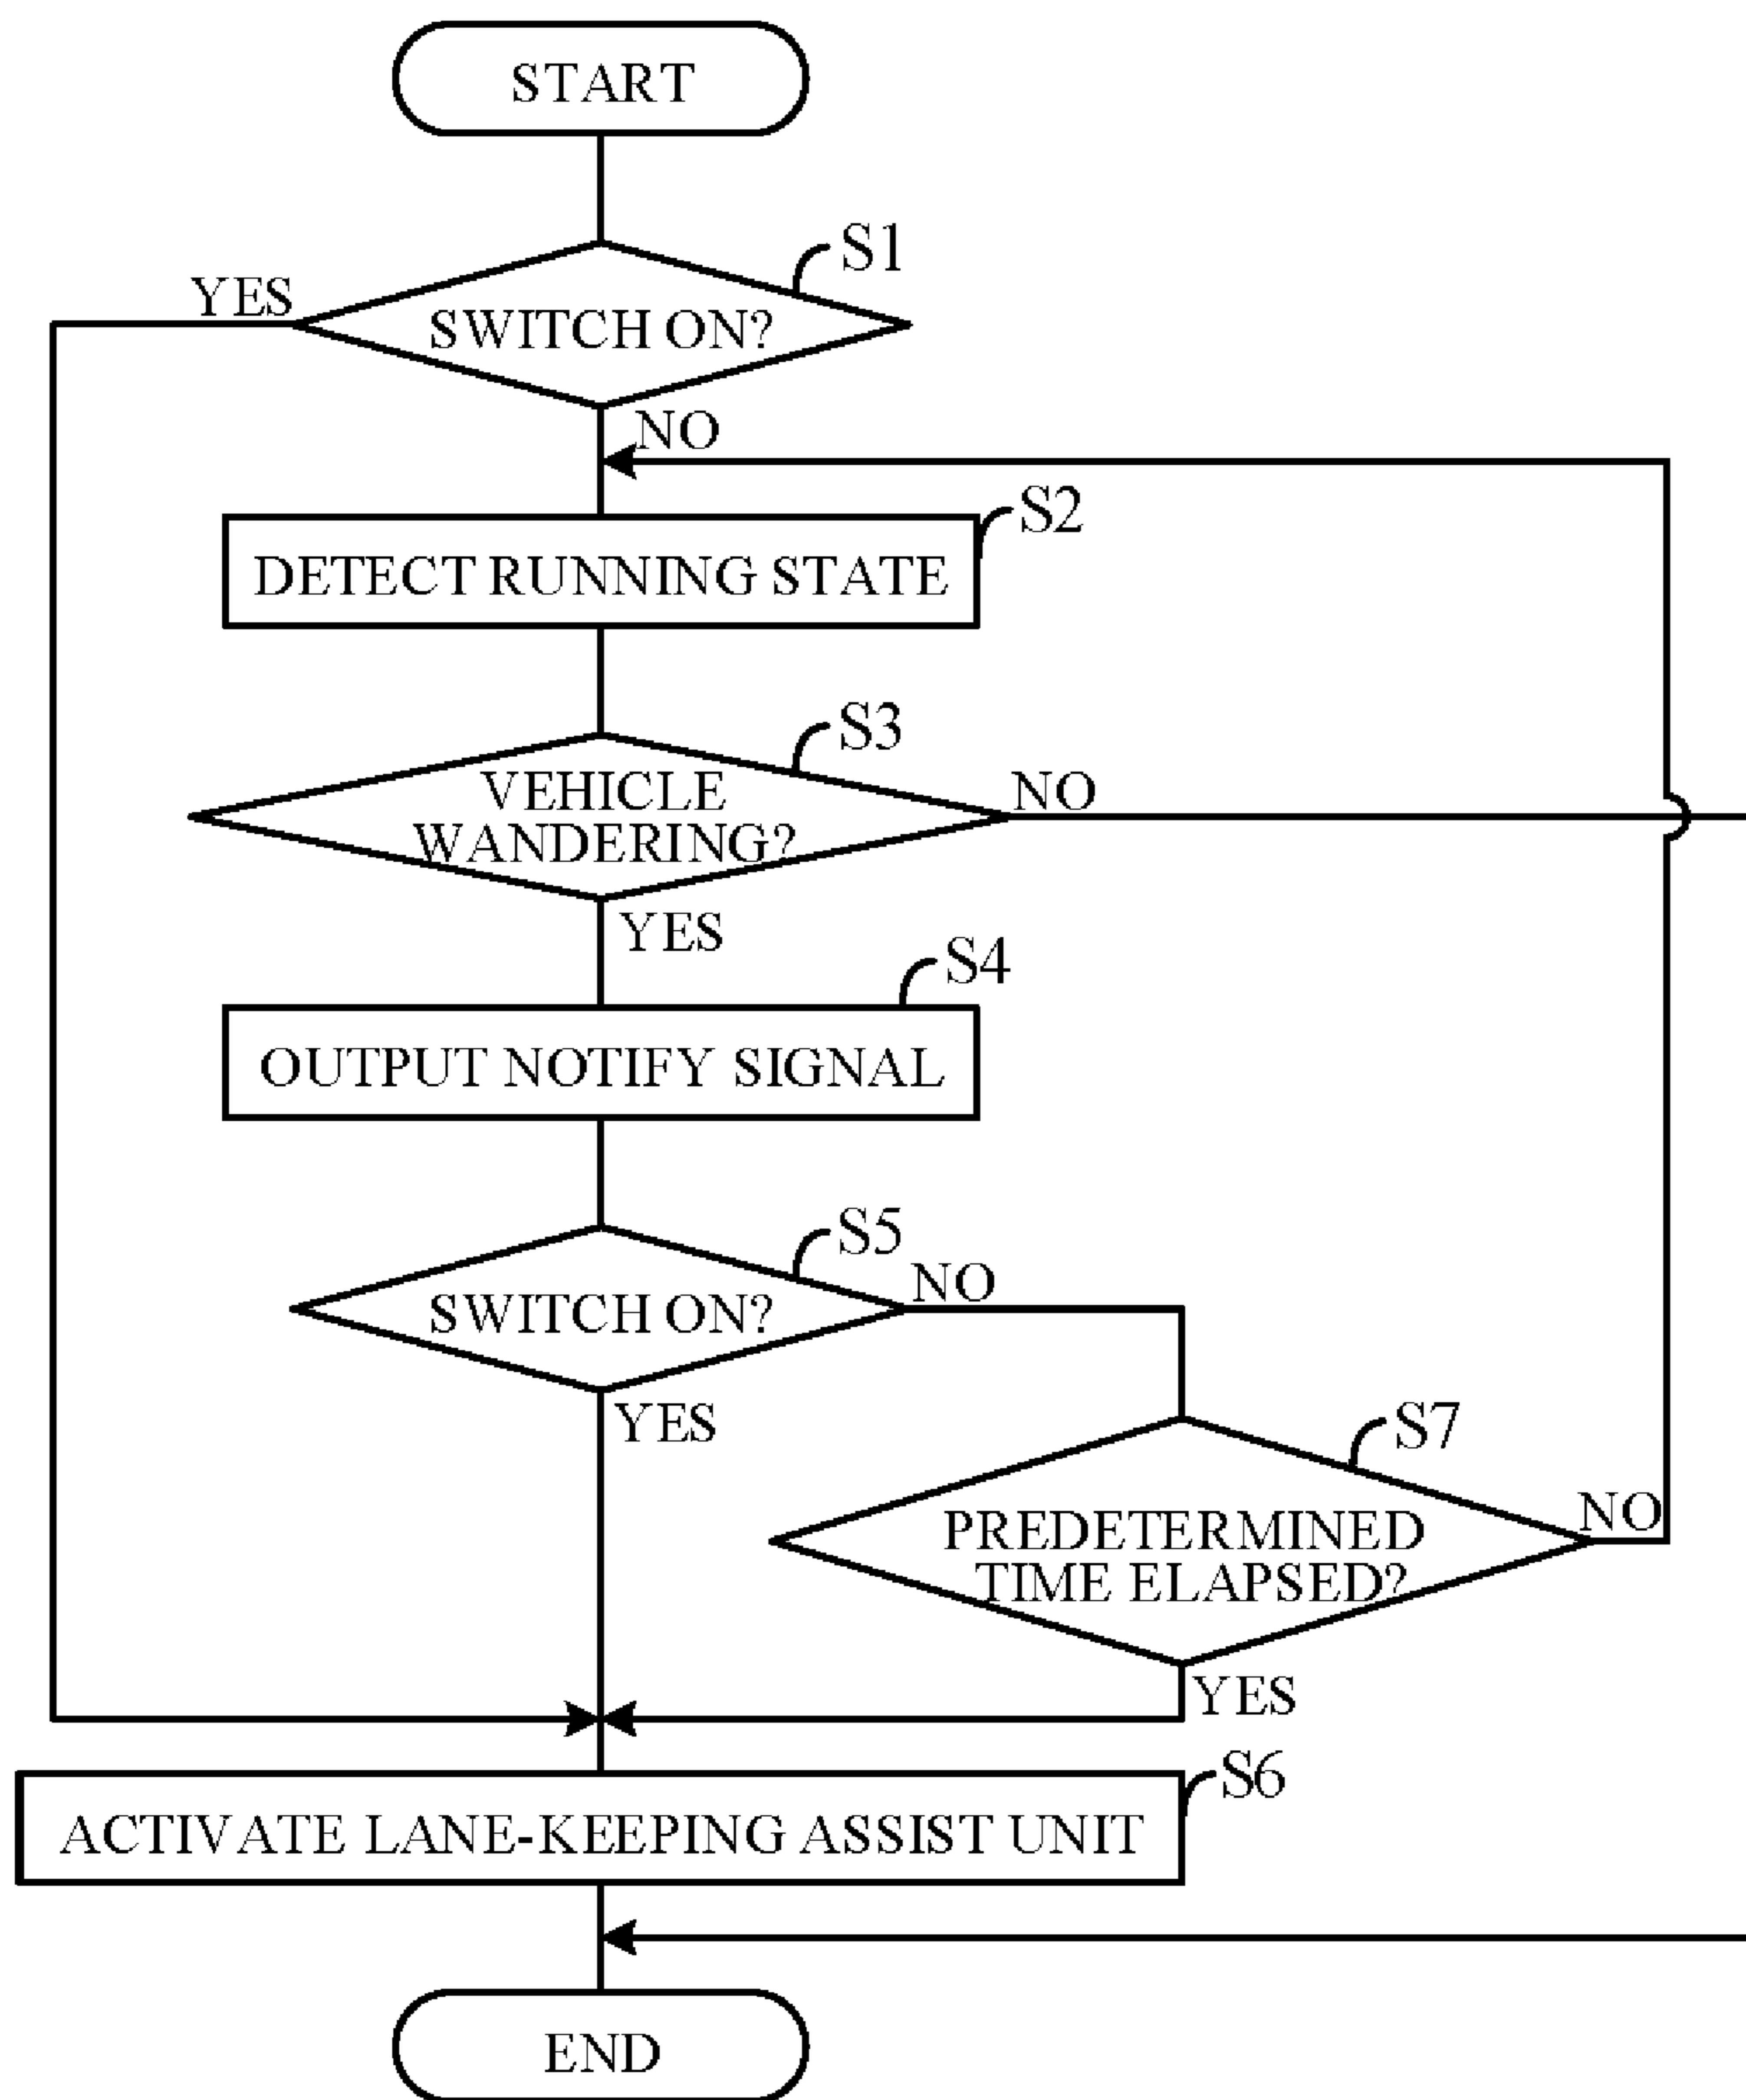 START
S1
YES
SWITCH ON?
NO
S2
DETECT RUNNING STATE
S3
VEHICLE
WANDERING?
NO
YES
S4
OUTPUT NOTIFY SIGNAL
S5
SWITCH ON?
NO
YES
S7
PREDETERMINED
TIME ELAPSED?
NO
YES
S6
ACTIVATE LANE-KEEPING ASSIST UNIT
END